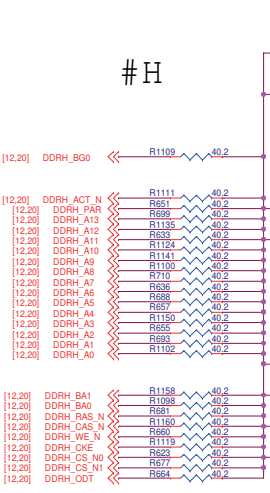 #H
[12,20] DDRH_BG0 R1109 40.2
[12,20] DDRH_ACT_N R1111 40.2
[12,20] DDRH_PAR R651 40.2
[12,20] DDRH_A13 R699 40.2
[12,20] DDRH_A12 R1135 40.2
[12,20] DDRH_A11 R633 40.2
[12,20] DDRH_A10 R1124 40.2
[12,20] DDRH_A9 R1141 40.2
[12,20] DDRH_A8 R1100 40.2
[12,20] DDRH_A7 R710 40.2
[12,20] DDRH_A6 R636 40.2
[12,20] DDRH_A5 R688 40.2
[12,20] DDRH_A4 R657 40.2
[12,20] DDRH_A3 R1150 40.2
[12,20] DDRH_A2 R655 40.2
[12,20] DDRH_A1 R693 40.2
[12,20] DDRH_A0 R1102 40.2
[12,20] DDRH_BA1 R1158 40.2
[12,20] DDRH_BA0 R1098 40.2
[12,20] DDRH_RAS_N R681 40.2
[12,20] DDRH_CAS_N R1160 40.2
[12,20] DDRH_WE_N R660 40.2
[12,20] DDRH_CKE R1119 40.2
[12,20] DDRH_CS_N0 R623 40.2
[12,20] DDRH_CS_N1 R677 40.2
[12,20] DDRH_ODT R664 40.2